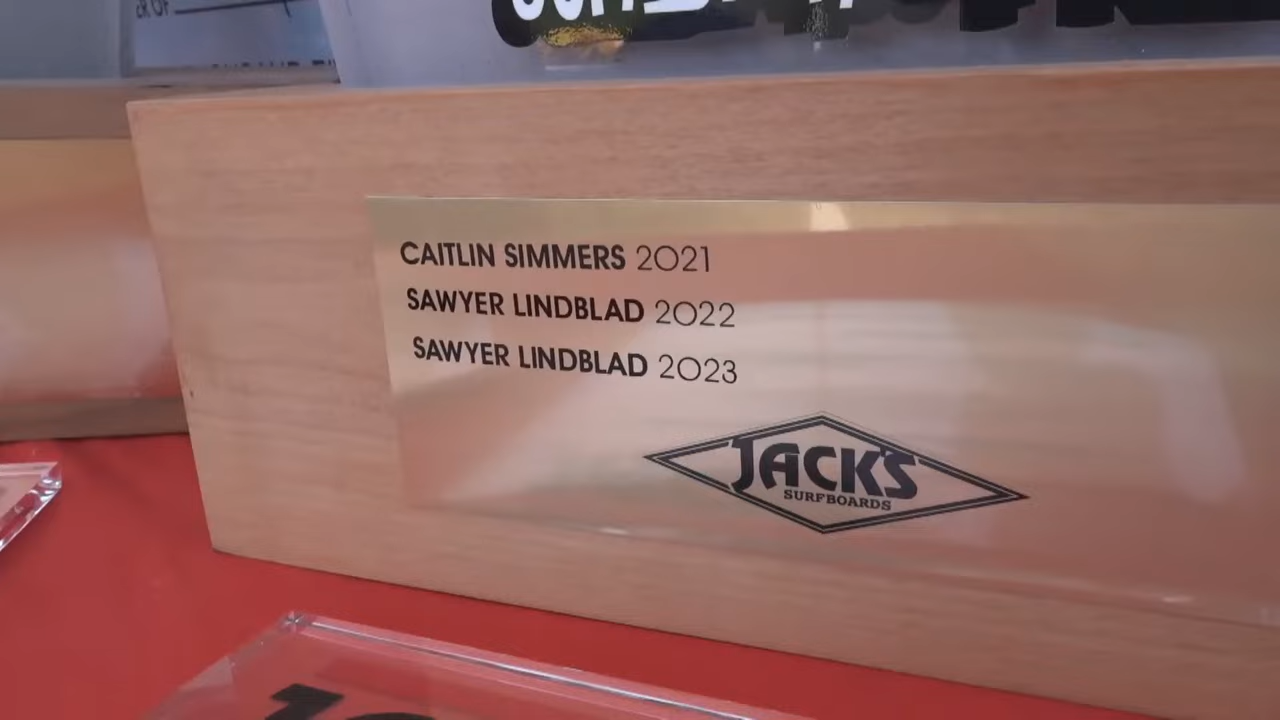 CAITLIN SIMMERS 2021
SAWYER LINDBLAD 2022
SAWYER LINDBLAD 2023
JACK'S
SURFBOARDS